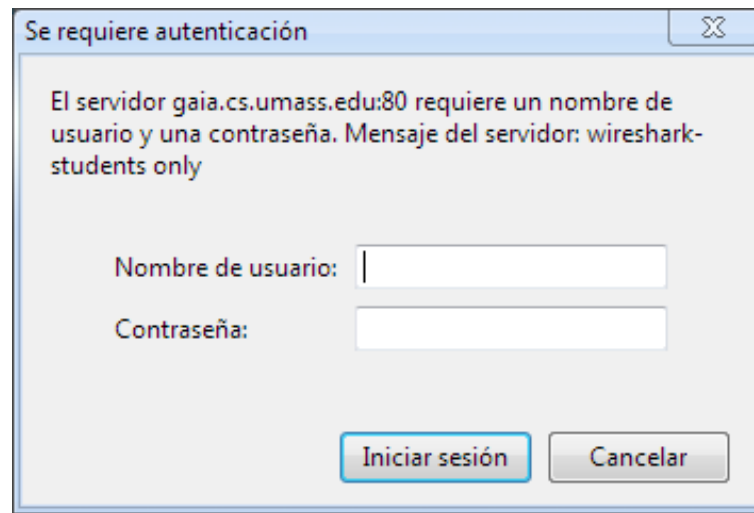 Se requiere autenticación
El servidor gaia.cs.umass.edu:80 requiere un nombre de
usuario y una contraseña. Mensaje del servidor: wireshark-
students only
Nombre de usuario:
Contraseña:
Iniciar sesión
Cancelar